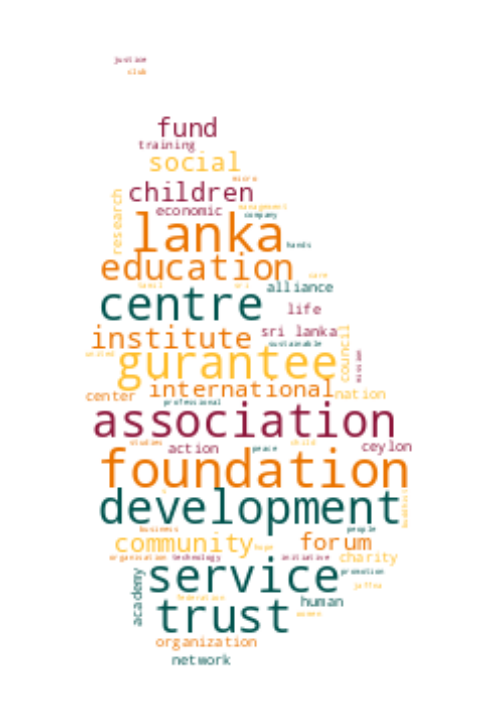 justice
club
fund
training
social
micro
children
research
economic
management
company
lanka
hands
education
care
tamil
sri
alliance
centre
life
institute
sri lanka
sustainable
council
united
gurantee
mission
international
center
nation
professional
association
studies
action
peace
child
ceylon
foundation
development
buddhist
business
people
community
hope
forum
organisation
technology
initiative
charity
service
promotion
jaffna
academy
federation
human
trust
women
organization
network